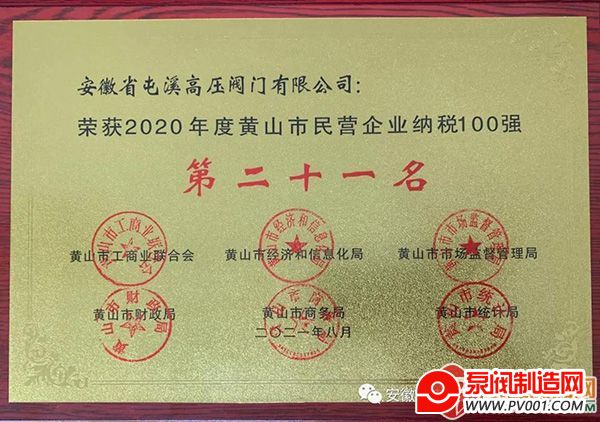 安徽省屯溪高压阀门有限公司：
荣获2020年度黄山市民营企业纳税100强
第二十一名
黄山市工商业联合会 黄山市经济和信息化局 黄山市市场监督管理局
黄山市财政局 黄山市商务局 黄山市统计局
二〇二一年八月
安徽
泵阀制造网
WWW.PV001.COM